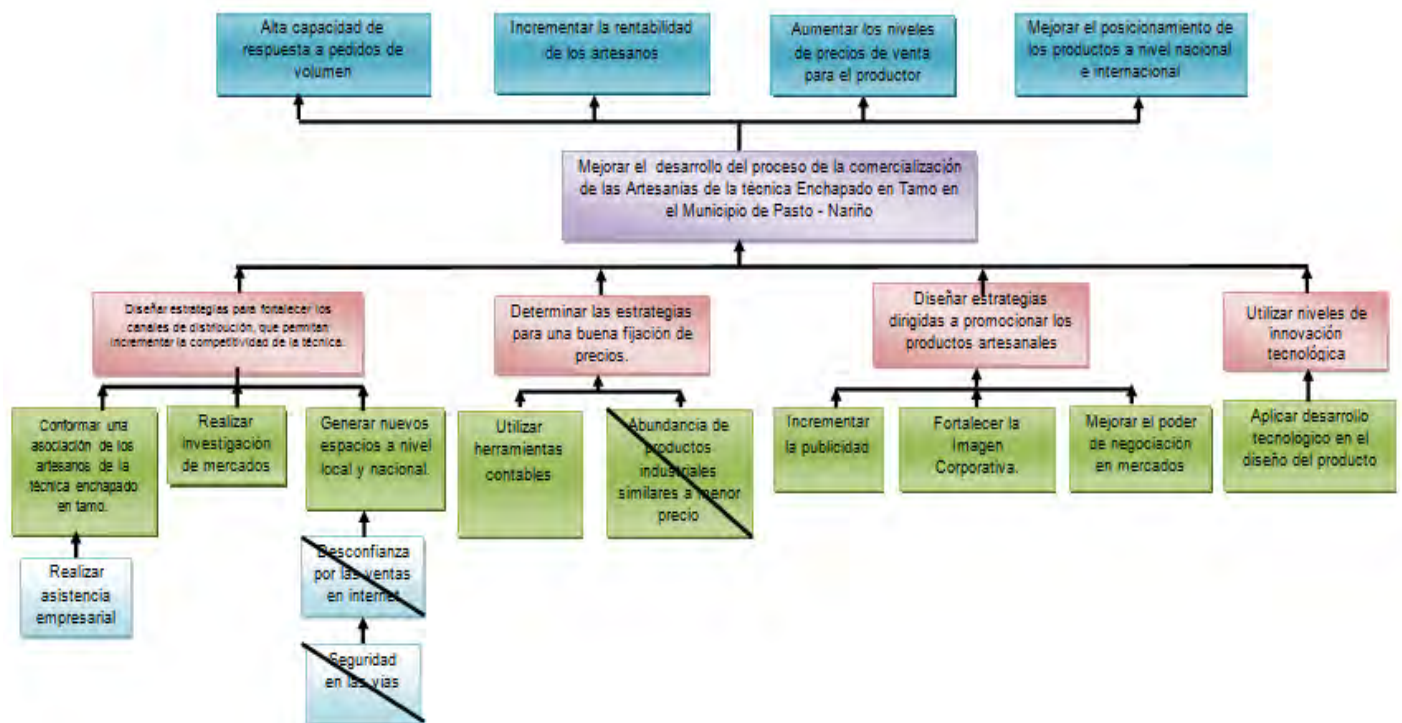 Alta capacidad de
respuesta a pedidos de
volumen
Incrementar la rentabilidad
de los artesanos
Aumentar los niveles
de precios de venta
para el productor
Mejorar el posicionamiento de
los productos a nivel nacional
e internacional
Mejorar el desarrollo del proceso de la comercialización
de las Artesanías de la técnica Enchapado en Tamo en
el Municipio de Pasto - Nariño
Diseñar estrategias para fortalecer los
canales de distribución, que permitan
incrementar la competitividad de la técnica.
Determinar las estrategias
para una buena fijación de
precios.
Diseñar estrategias
dirigidas a promocionar los
productos artesanales
Utilizar niveles de
innovación
tecnológica
Conformar una
asociación de los
artesanos de la
técnica enchapado
en tamo.
Realizar
investigación
de mercados
Generar nuevos
espacios a nivel
local y nacional.
Utilizar
herramientas
contables
Abundancia de
productos
industriales
similares a menor
precio
Incrementar
la publicidad
Fortalecer la
Imagen
Corporativa.
Mejorar el poder
de negociación
en mercados
Aplicar desarrollo
tecnologico en el
diseño del producto
Realizar
asistencia
empresarial
Desconfianza
por las ventas
en internet
Seguridad
en las vías